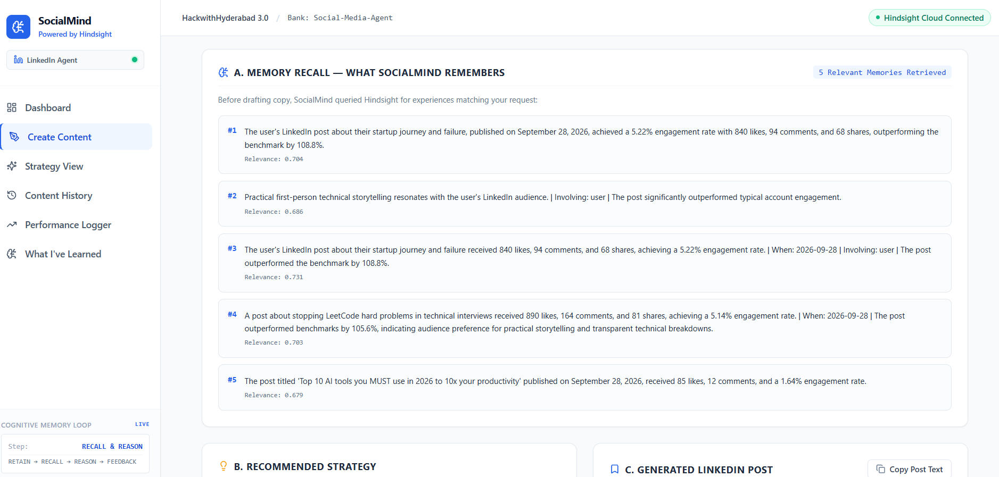 SocialMind
Powered by Hindsight
LinkedIn Agent
Dashboard
Create Content
Strategy View
Content History
Performance Logger
What I've Learned
COGNITIVE MEMORY LOOP LIVE
Step: RECALL & REASON
RETAIN → RECALL → REASON → FEEDBACK
HackwithHyderabad 3.0 / Bank: Social-Media-Agent
Hindsight Cloud Connected
A. MEMORY RECALL — WHAT SOCIALMIND REMEMBERS
5 Relevant Memories Retrieved
Before drafting copy, SocialMind queried Hindsight for experiences matching your request:
#1 The user's LinkedIn post about their startup journey and failure, published on September 28, 2026, achieved a 5.22% engagement rate with 840 likes, 94 comments, and 68 shares, outperforming the
benchmark by 108.8%.
Relevance: 0.704
#2 Practical first-person technical storytelling resonates with the user's LinkedIn audience. | Involving: user | The post significantly outperformed typical account engagement.
Relevance: 0.686
#3 The user's LinkedIn post about their startup journey and failure received 840 likes, 94 comments, and 68 shares, achieving a 5.22% engagement rate. | When: 2026-09-28 | Involving: user | The post
outperformed the benchmark by 108.8%.
Relevance: 0.731
#4 A post about stopping LeetCode hard problems in technical interviews received 890 likes, 164 comments, and 81 shares, achieving a 5.14% engagement rate. | When: 2026-09-28 | The post
outperformed benchmarks by 105.6%, indicating audience preference for practical storytelling and transparent technical breakdowns.
Relevance: 0.703
#5 The post titled 'Top 10 AI tools you MUST use in 2026 to 10x your productivity' published on September 28, 2026, received 85 likes, 12 comments, and a 1.64% engagement rate.
Relevance: 0.679
B. RECOMMENDED STRATEGY
C. GENERATED LINKEDIN POST
Copy Post Text